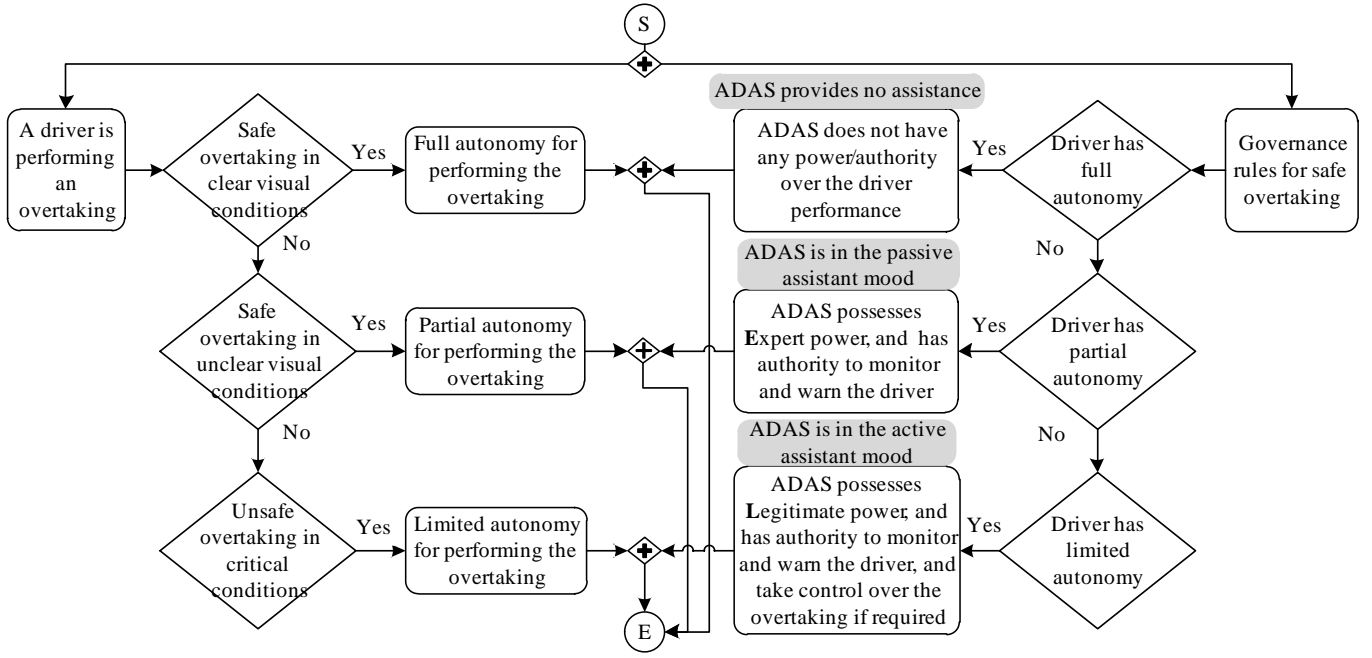 S
ADAS provides no assistance
A driver is
performing
an
overtaking
Safe
overtaking in
clear visual
conditions
Yes
No
Full autonomy for
performing the
overtaking
ADAS does not have
any power/authority
over the driver
performance
Yes
Driver has
full
autonomy
No
Governance
rules for safe
overtaking
ADAS is in the passive
assistant mood
Safe
overtaking in
unclear visual
conditions
Yes
No
Partial autonomy
for performing the
overtaking
ADAS possesses
Expert power, and has
authority to monitor
and warn the driver
Yes
Driver has
partial
autonomy
No
ADAS is in the active
assistant mood
Unsafe
overtaking in
critical
conditions
Yes
Limited autonomy
for performing the
overtaking
ADAS possesses
Legitimate power, and
has authority to monitor
and warn the driver, and
take control over the
overtaking if required
Yes
Driver has
limited
autonomy
E